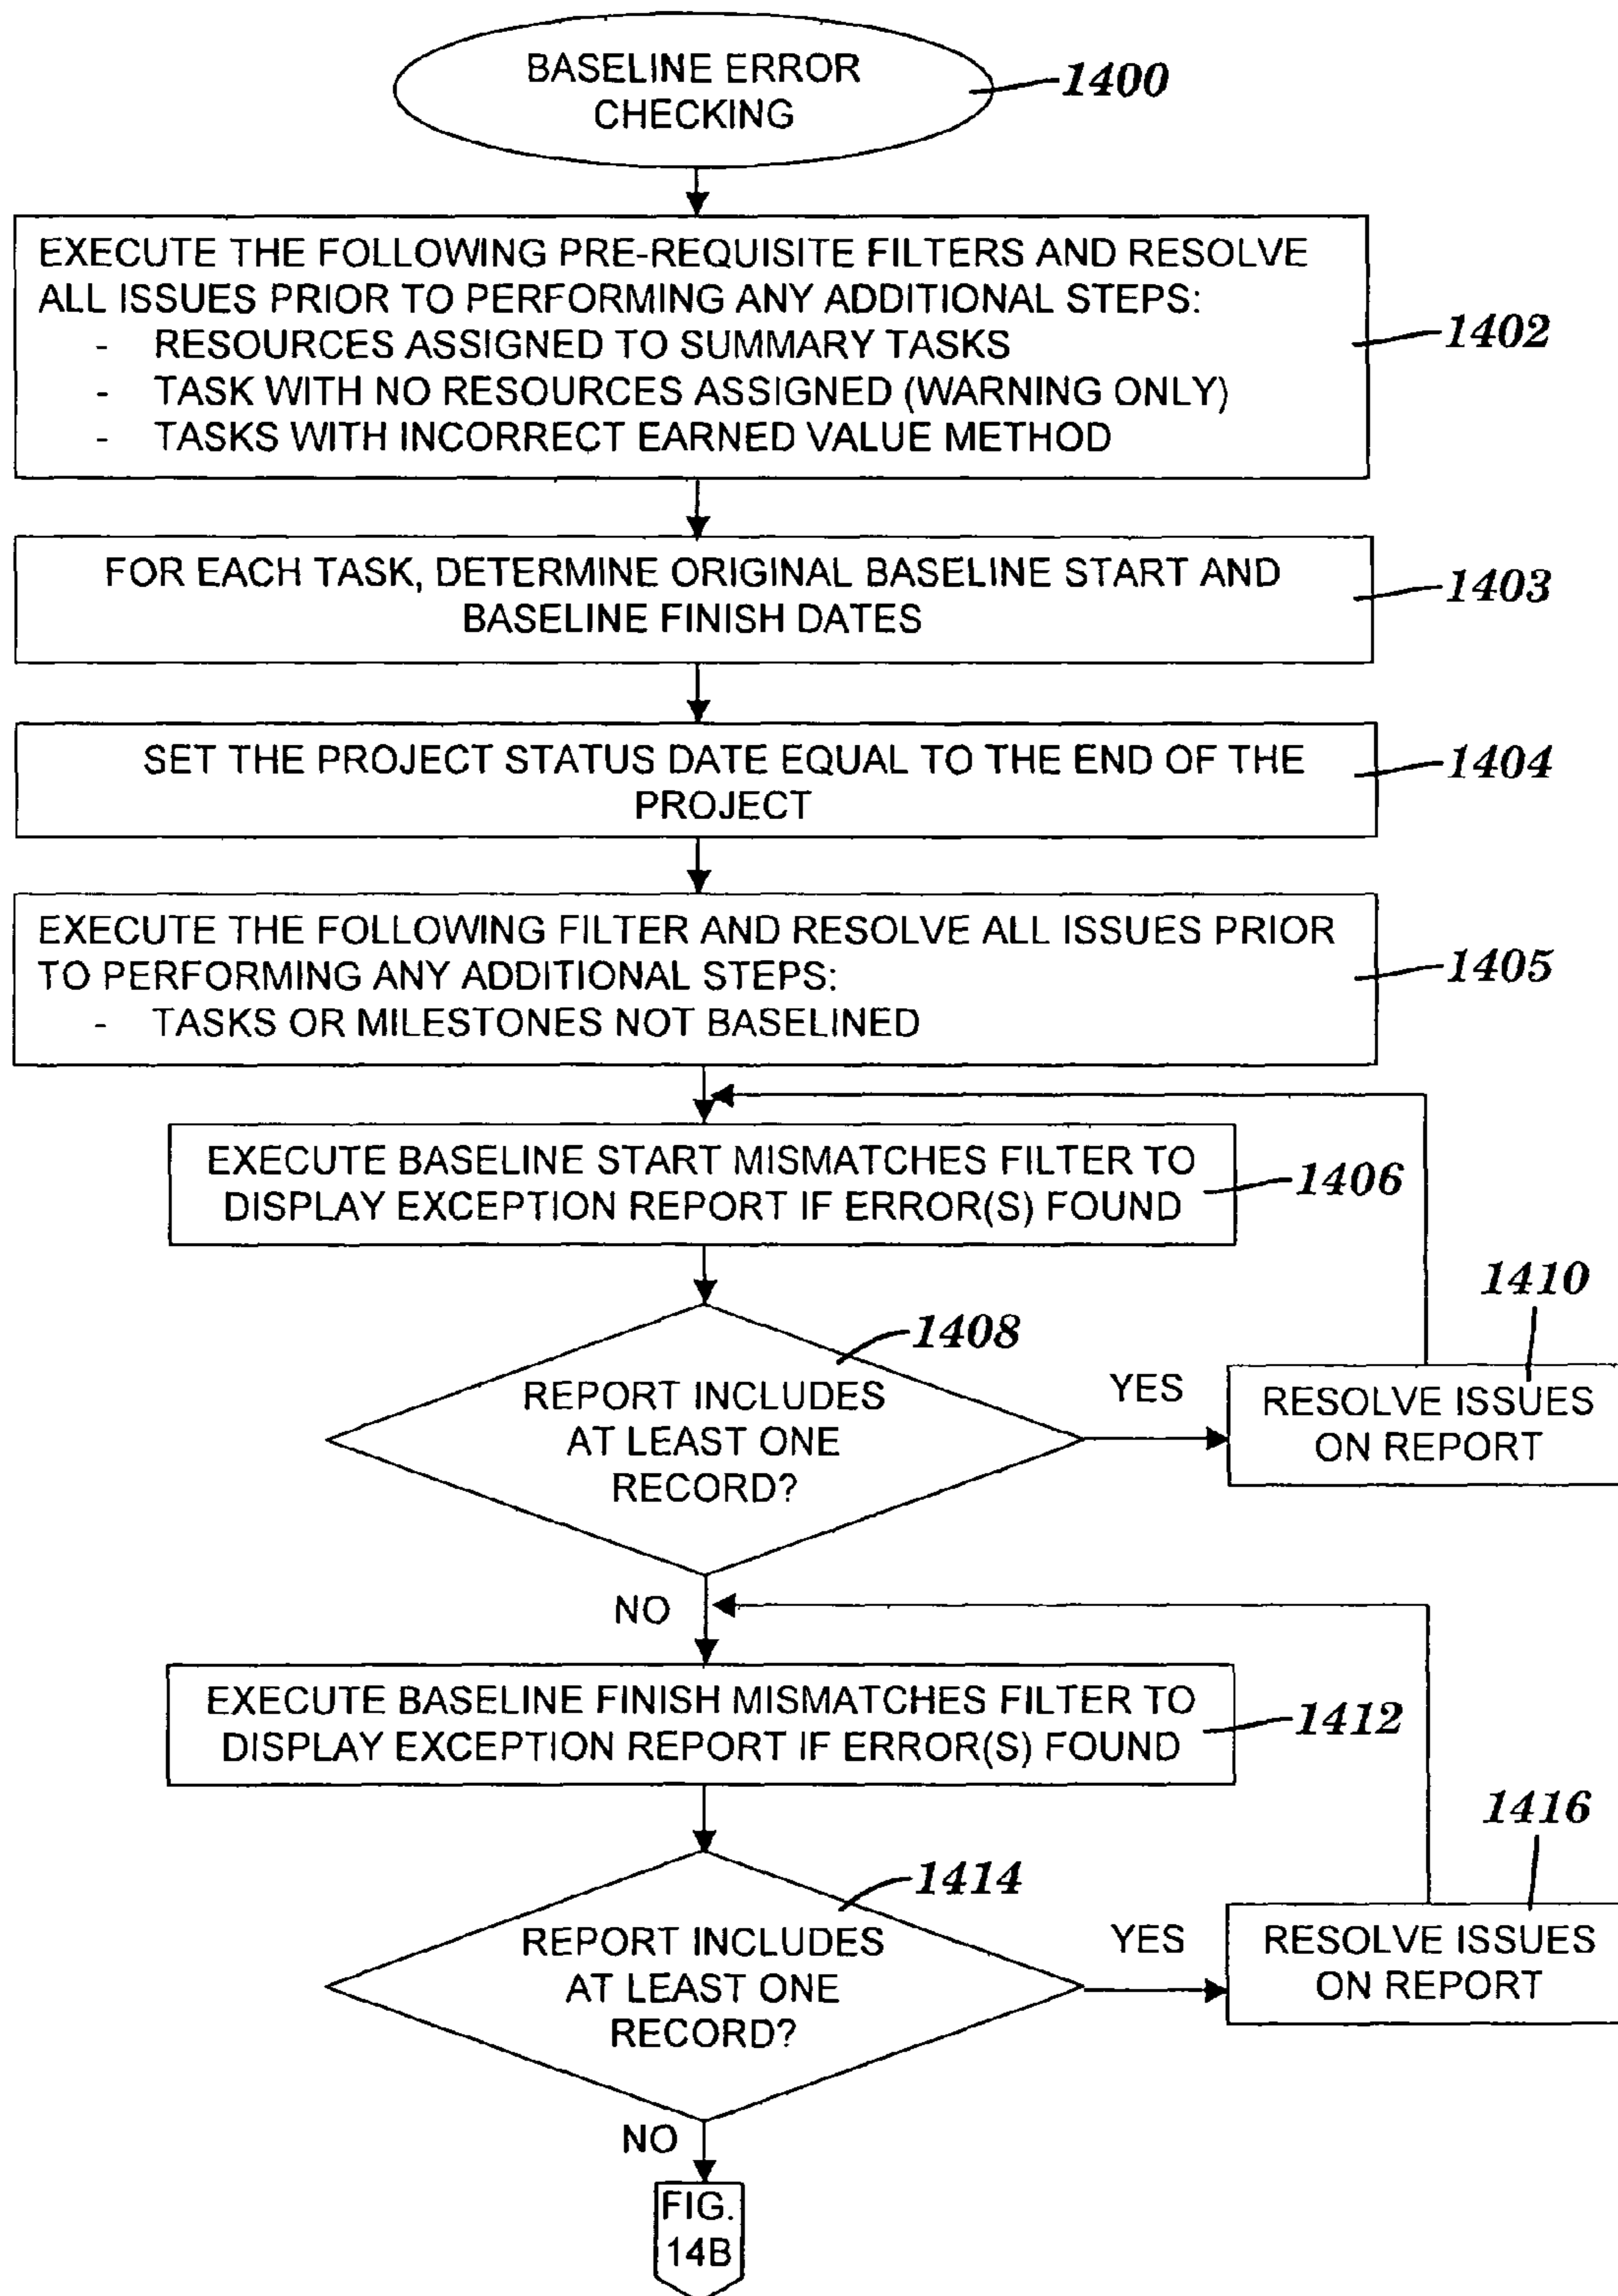 BASELINE ERROR
CHECKING
1400
EXECUTE THE FOLLOWING PRE-REQUISITE FILTERS AND RESOLVE
ALL ISSUES PRIOR TO PERFORMING ANY ADDITIONAL STEPS:
- RESOURCES ASSIGNED TO SUMMARY TASKS
- TASK WITH NO RESOURCES ASSIGNED (WARNING ONLY)
- TASKS WITH INCORRECT EARNED VALUE METHOD
1402
FOR EACH TASK, DETERMINE ORIGINAL BASELINE START AND
BASELINE FINISH DATES
1403
SET THE PROJECT STATUS DATE EQUAL TO THE END OF THE
PROJECT
1404
EXECUTE THE FOLLOWING FILTER AND RESOLVE ALL ISSUES PRIOR
TO PERFORMING ANY ADDITIONAL STEPS:
- TASKS OR MILESTONES NOT BASELINED
1405
EXECUTE BASELINE START MISMATCHES FILTER TO
DISPLAY EXCEPTION REPORT IF ERROR(S) FOUND
1406
1408
REPORT INCLUDES
AT LEAST ONE
RECORD?
YES
1410
RESOLVE ISSUES
ON REPORT
NO
EXECUTE BASELINE FINISH MISMATCHES FILTER TO
DISPLAY EXCEPTION REPORT IF ERROR(S) FOUND
1412
1414
REPORT INCLUDES
AT LEAST ONE
RECORD?
YES
1416
RESOLVE ISSUES
ON REPORT
NO
FIG.
14B